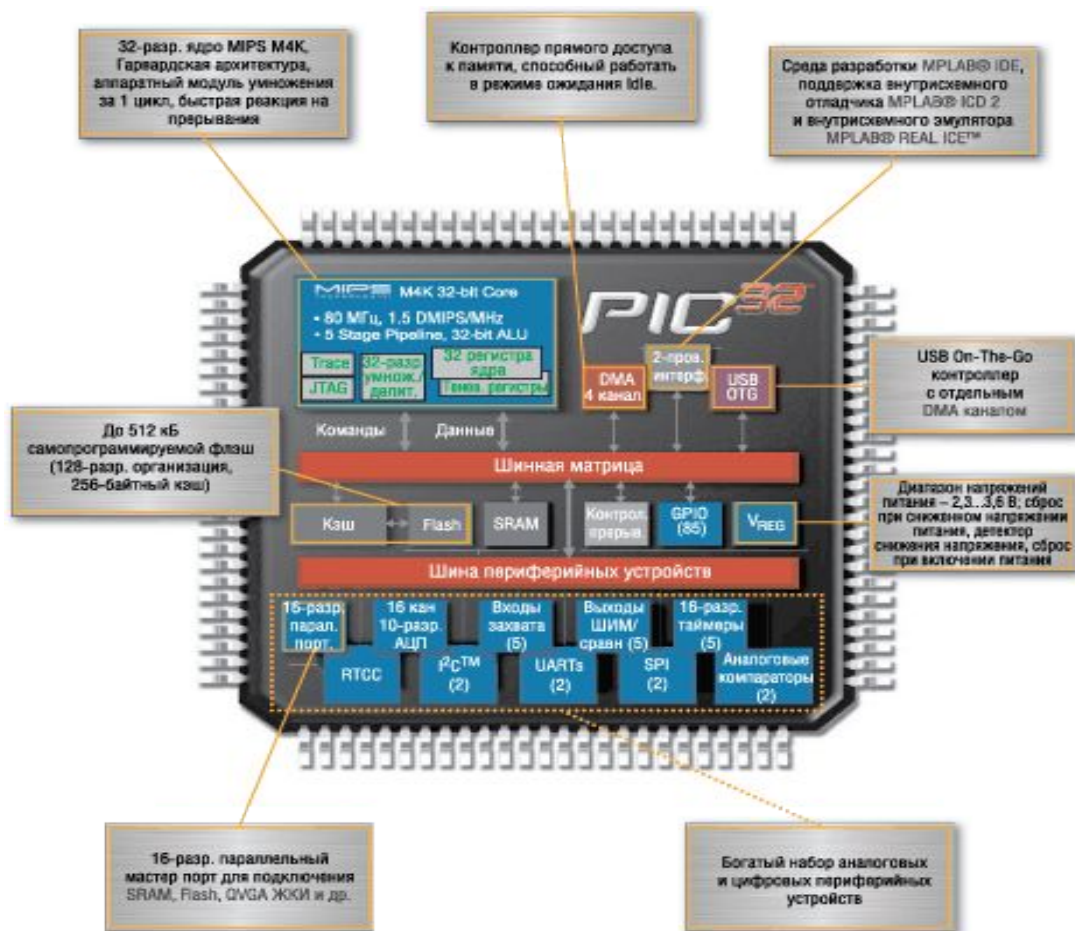 32-разр. ядро MIPS M4K,
Гарвардская архитектура,
аппаратный модуль умножения
за 1 цикл, быстрая реакция на
прерывания
Контроллер прямого доступа
к памяти, способный работать
в режиме ожидания Idle.
Среда разработки MPLAB® IDE,
поддержка внутрисхемного
отладчика MPLAB® ICD 2
и внутрисхемного эмулятора
MPLAB® REAL ICE™
MIPS M4K 32-bit Core
• 80 МГц, 1.5 DMIPS/MHz
• 5 Stage Pipeline, 32-bit ALU
Trace
JTAG
32-разр.
умнож./
делит.
32 регистра
ядра
Тенев. регистры
PIC32
DMA
4 канал
2-пров.
интерф.
USB
OTG
USB On-The-Go
контроллер
с отдельным
DMA каналом
До 512 кБ
самопрограммируемой флэш
(128-разр. организация,
256-байтный кэш)
Команды
Данные
Шинная матрица
Кэш
Flash
SRAM
Контрол.
прерыв.
GPIO
(85)
VREG
Диапазон напряжений
питания – 2,3...3,6 В; сброс
при сниженном напряжении
питания, детектор
снижения напряжения, сброс
при включении питания
Шина периферийных устройств
16-разр.
парал.
порт.
16 кан
10-разр.
АЦП
Входы
захвата
(5)
Выходы
ШИМ/
сравн (5)
16-разр.
таймеры
(5)
RTCC
I²C™
(2)
UARTs
(2)
SPI
(2)
Аналоговые
компараторы
(2)
16-разр. параллельный
мастер порт для подключения
SRAM, Flash, QVGA ЖКИ и др.
Богатый набор аналоговых
и цифровых периферийных
устройств